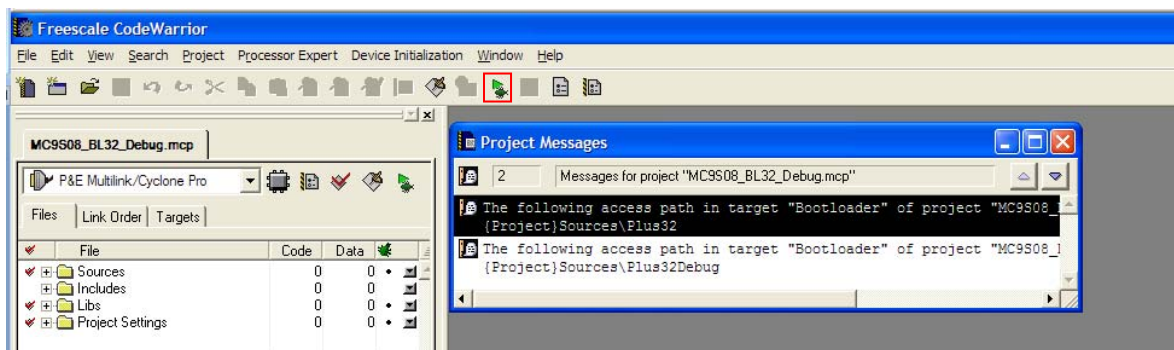 Freescale CodeWarrior
File Edit View Search Project Processor Expert Device Initialization Window Help
MC9S08_BL32_Debug.mcp
P&E Multilink/Cyclone Pro
Files Link Order Targets
File Code Data
Sources 0 0
Includes 0 0
Libs 0 0
Project Settings 0 0
Project Messages
2 Messages for project "MC9S08_BL32_Debug.mcp"
The following access path in target "Bootloader" of project "MC9S08_
{Project}Sources\Plus32
The following access path in target "Bootloader" of project "MC9S08_
{Project}Sources\Plus32Debug